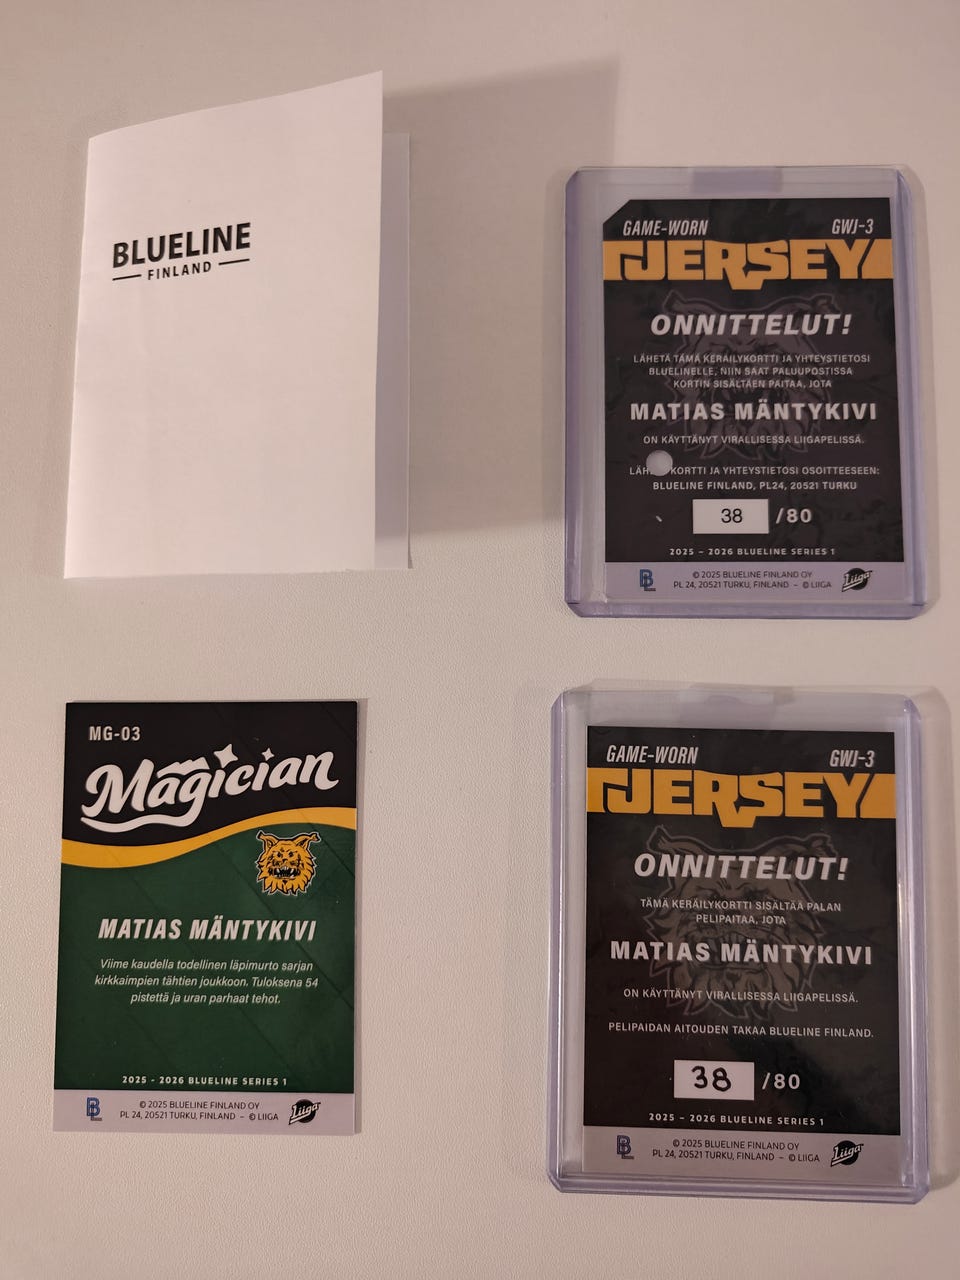 BLUELINE
FINLAND
GAME-WORN GWJ-3
JERSEY
ONNITTELUT!
LÄHETÄ TÄMÄ KERÄILYKORTTI JA YHTEYSTIETOSI
BLUELINELLE, NIIN SAAT PALUUPOSTISSA
KORTIN SISÄLTÄEN PAITAA, JOTA
MATIAS MÄNTYKIVI
ON KÄYTTÄNYT VIRALLISESSA LIIGAPELISSÄ.
KORTTI JA YHTEYSTIETOSI OSOITTEESEEN:
BLUELINE FINLAND, PL24, 20521 TURKU
38 /80
2025 - 2026 BLUELINE SERIES 1
BL
© 2025 BLUELINE FINLAND OY
PL 24, 20521 TURKU, FINLAND - © LIIGA
Liiga
MG-03
Magician
MATIAS MÄNTYKIVI
Viime kaudella todellinen läpimurto sarjan
kirkkaimpien tähtien joukkoon. Tuloksena 54
pistettä ja uran parhaat tehot.
2025 - 2026 BLUELINE SERIES 1
BL
© 2025 BLUELINE FINLAND OY
PL 24, 20521 TURKU, FINLAND - © LIIGA
Liiga
GAME-WORN GWJ-3
JERSEY
ONNITTELUT!
TÄMÄ KERÄILYKORTTI SISÄLTÄÄ PALAN
PELIPAITAA, JOTA
MATIAS MÄNTYKIVI
ON KÄYTTÄNYT VIRALLISESSA LIIGAPELISSÄ.
PELIPAIDAN AITOUDEN TAKAA BLUELINE FINLAND.
38 /80
2025 - 2026 BLUELINE SERIES 1
BL
© 2025 BLUELINE FINLAND OY
PL 24, 20521 TURKU, FINLAND - © LIIGA
Liiga